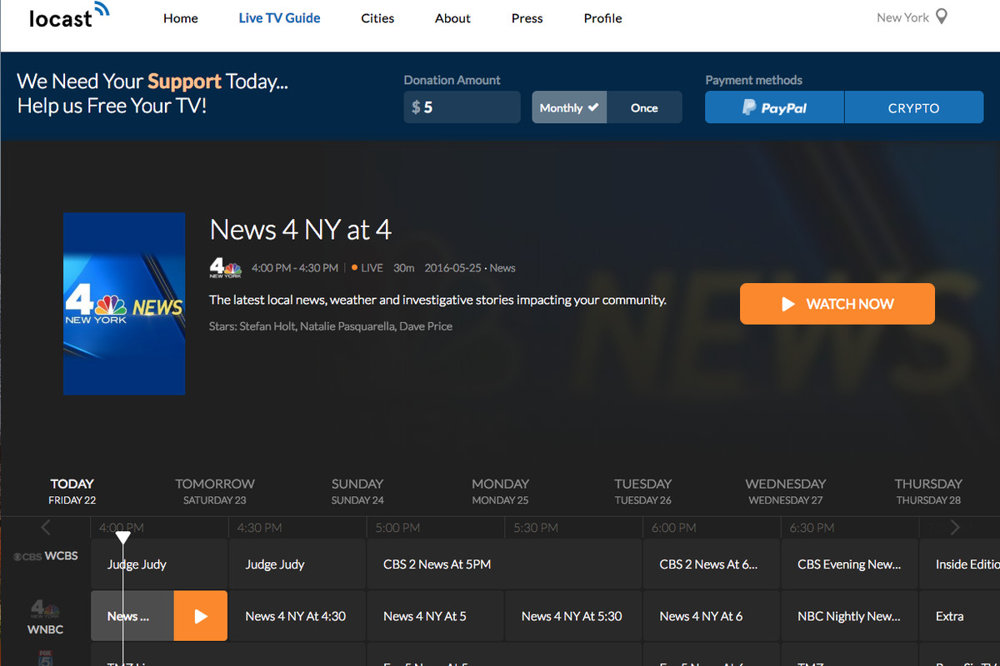 locast
Home Live TV Guide Cities About Press Profile New York
We Need Your Support Today...
Help us Free Your TV!
Donation Amount
$ 5
Monthly Once
Payment methods
PayPal CRYPTO
NEWS
4 NEWS
NEW YORK
News 4 NY at 4
4
NEW YORK
4:00 PM - 4:30 PM LIVE 30m 2016-05-25 · News
The latest local news, weather and investigative stories impacting your community.
Stars: Stefan Holt, Natalie Pasquarella, Dave Price
WATCH NOW
TODAY TOMORROW SUNDAY MONDAY TUESDAY WEDNESDAY THURSDAY
FRIDAY 22 SATURDAY 23 SUNDAY 24 MONDAY 25 TUESDAY 26 WEDNESDAY 27 THURSDAY 28
4:00 PM 4:30 PM 5:00 PM 5:30 PM 6:00 PM 6:30 PM
CBS WCBS Judge Judy Judge Judy CBS 2 News At 5PM CBS 2 News At 6... CBS Evening New... Inside Editio
4
NEW YORK
WNBC News ... News 4 NY At 4:30 News 4 NY At 5 News 4 NY At 5:30 News 4 NY At 6 NBC Nightly New... Extra
FOX 5